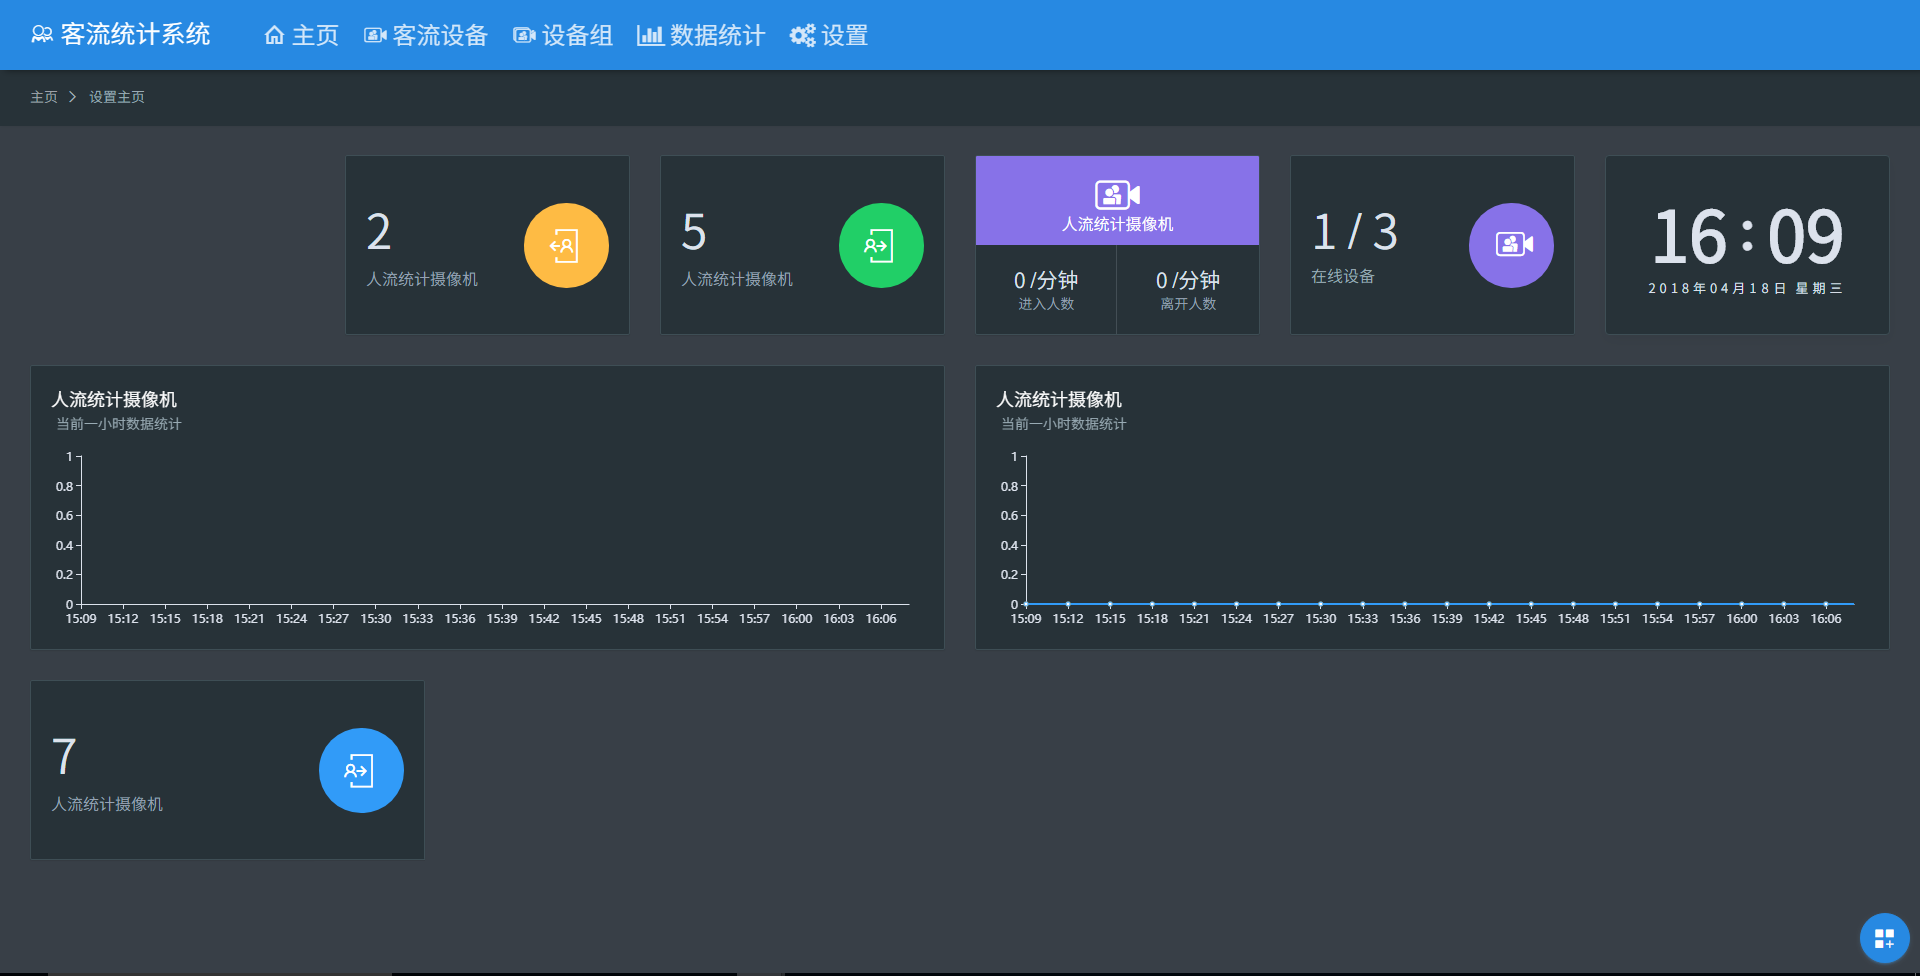 客流统计系统 主页 客流设备 设备组 数据统计 设置
主页 > 设置主页
2
人流统计摄像机
5
人流统计摄像机
人流统计摄像机
0 /分钟
进入人数
0 /分钟
离开人数
1 / 3
在线设备
16:09
2018年04月18日 星期三
人流统计摄像机
当前一小时数据统计
1
0.8
0.6
0.4
0.2
0
15:09 15:12 15:15 15:18 15:21 15:24 15:27 15:30 15:33 15:36 15:39 15:42 15:45 15:48 15:51 15:54 15:57 16:00 16:03 16:06
人流统计摄像机
当前一小时数据统计
1
0.8
0.6
0.4
0.2
0
15:09 15:12 15:15 15:18 15:21 15:24 15:27 15:30 15:33 15:36 15:39 15:42 15:45 15:48 15:51 15:54 15:57 16:00 16:03 16:06
7
人流统计摄像机